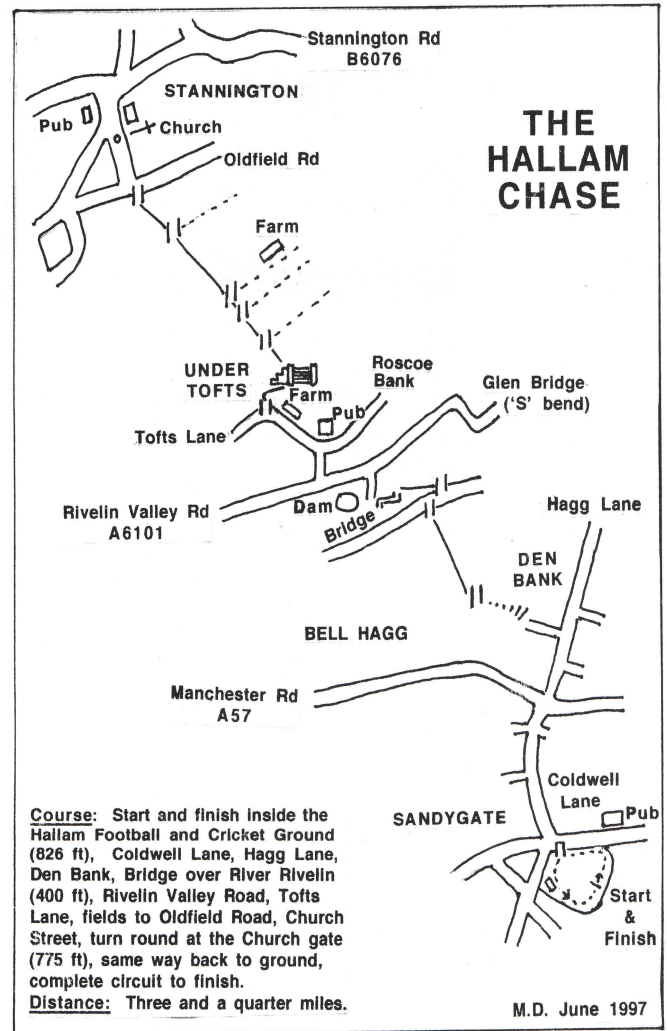 Stannington Rd
B6076
STANNINGTON
THE
HALLAM
CHASE
Pub
Church
Oldfield Rd
Farm
UNDER
TOFTS
Roscoe
Bank
Farm
Pub
Glen Bridge
('S' bend)
Tofts Lane
Rivelin Valley Rd
A6101
Dam
Bridge
Hagg Lane
DEN
BANK
BELL HAGG
Manchester Rd
A57
Coldwell
Lane
Pub
SANDYGATE
Start
&
Finish
Course: Start and finish inside the
Hallam Football and Cricket Ground
(826 ft), Coldwell Lane, Hagg Lane,
Den Bank, Bridge over River Rivelin
(400 ft), Rivelin Valley Road, Tofts
Lane, fields to Oldfield Road, Church
Street, turn round at the Church gate
(775 ft), same way back to ground,
complete circuit to finish.
Distance: Three and a quarter miles.
M.D. June 1997